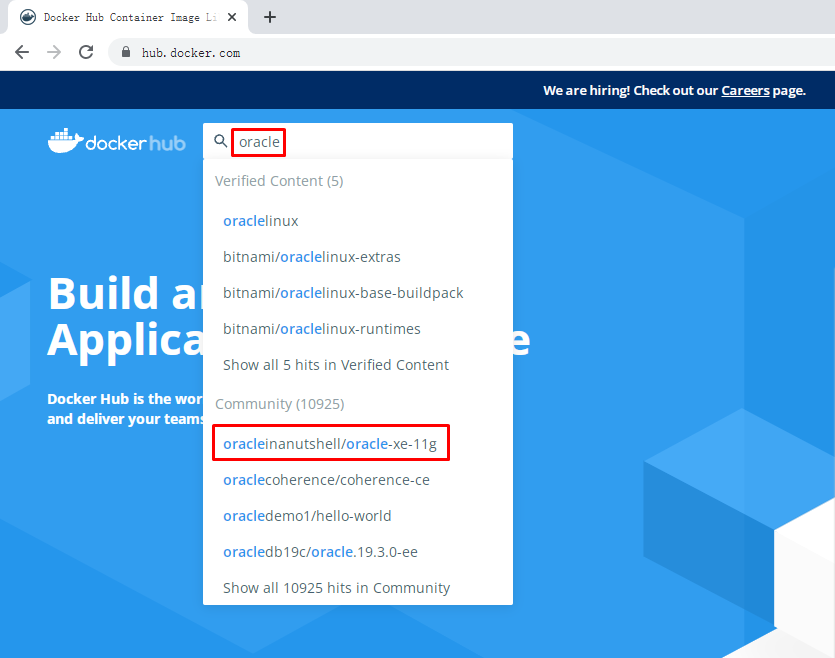 Docker Hub Container Image Li
hub.docker.com
We are hiring! Check out our Careers page.
dockerhub
oracle
Verified Content (5)
oraclelinux
bitnami/oraclelinux-extras
bitnami/oraclelinux-base-buildpack
bitnami/oraclelinux-runtimes
Show all 5 hits in Verified Content
Community (10925)
oracleinanutshell/oracle-xe-11g
oraclecoherence/coherence-ce
oracledemo1/hello-world
oracledb19c/oracle.19.3.0-ee
Show all 10925 hits in Community
Build a
Applica e
Docker Hub is the wor
and deliver your teams